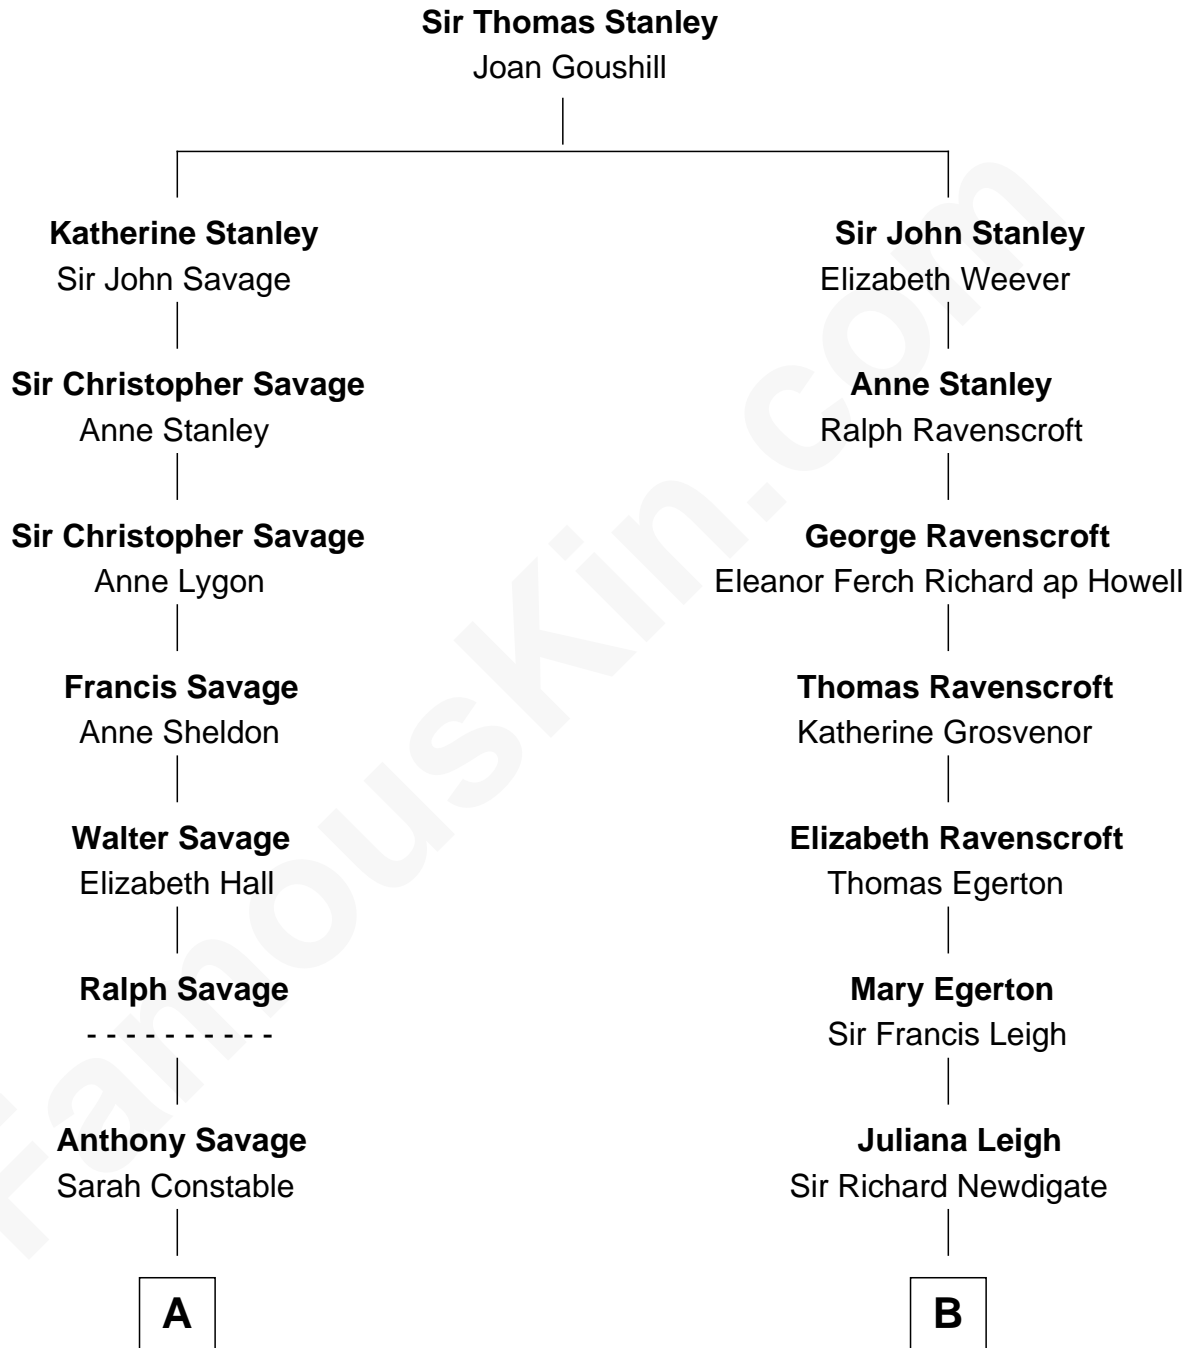 Sir Thomas Stanley
Joan Goushill
Katherine Stanley
Sir John Savage
Sir John Stanley
Elizabeth Weever
Sir Christopher Savage
Anne Stanley
Anne Stanley
Ralph Ravenscroft
Sir Christopher Savage
Anne Lygon
George Ravenscroft
Eleanor Ferch Richard ap Howell
Francis Savage
Anne Sheldon
Thomas Ravenscroft
Katherine Grosvenor
Walter Savage
Elizabeth Hall
Elizabeth Ravenscroft
Thomas Egerton
Ralph Savage
- - - - - - - - - -
Mary Egerton
Sir Francis Leigh
Anthony Savage
Sarah Constable
Juliana Leigh
Sir Richard Newdigate
A
B
FamousKin.com